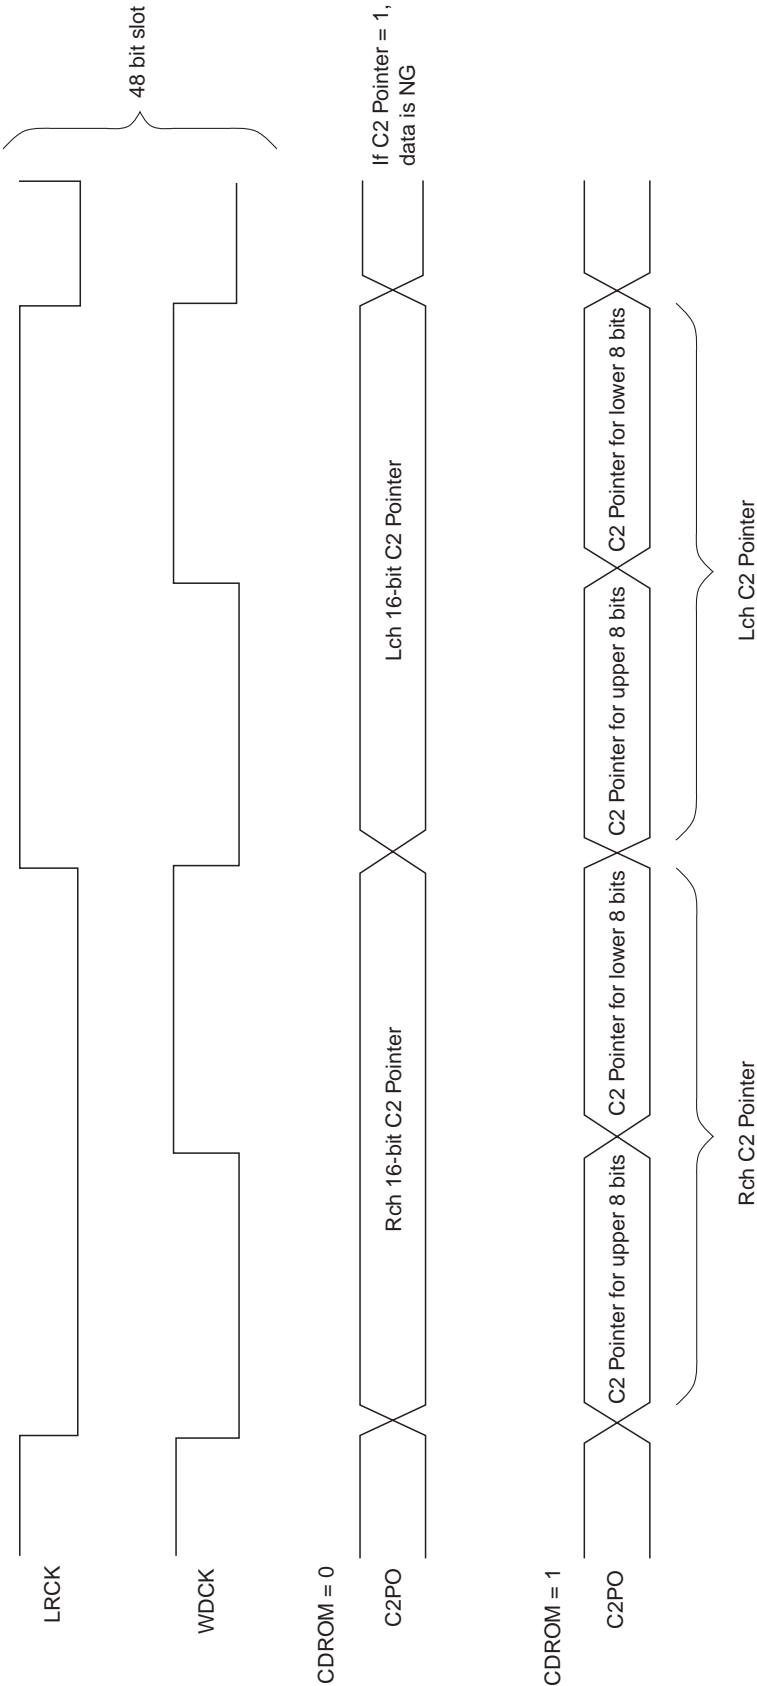 LRCK
48 bit slot
WDCK
CDROM = 0
C2PO
Rch 16-bit C2 Pointer
Lch 16-bit C2 Pointer
If C2 Pointer = 1,
data is NG
CDROM = 1
C2PO
C2 Pointer for upper 8 bits
C2 Pointer for lower 8 bits
C2 Pointer for upper 8 bits
C2 Pointer for lower 8 bits
Rch C2 Pointer
Lch C2 Pointer